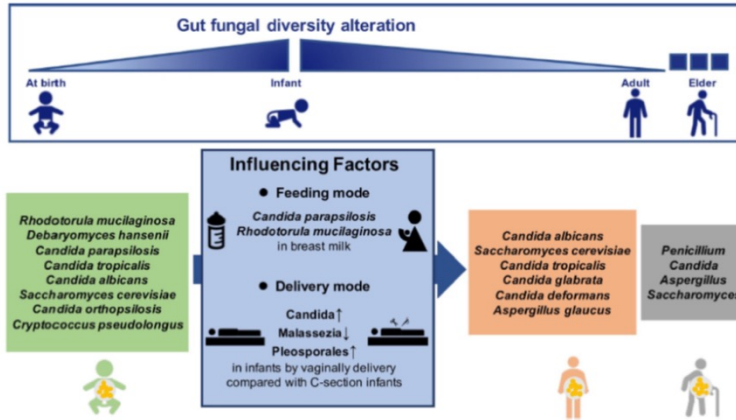 Gut fungal diversity alteration
At birth
Infant
Adult
Elder
Rhodotorula mucilaginosa
Debaryomyces hansenii
Candida parapsilosis
Candida tropicalis
Candida albicans
Saccharomyces cerevisiae
Candida orthopsilosis
Cryptococcus pseudolongus
Influencing Factors
● Feeding mode
Candida parapsilosis
Rhodotorula mucilaginosa
in breast milk
● Delivery mode
Candida↑
Malassezia↓
Pleosporales↑
in infants by vaginally delivery
compared with C-section infants
Candida albicans
Saccharomyces cerevisiae
Candida tropicalis
Candida glabrata
Candida deformans
Aspergillus glaucus
Penicillium
Candida
Aspergillus
Saccharomyces